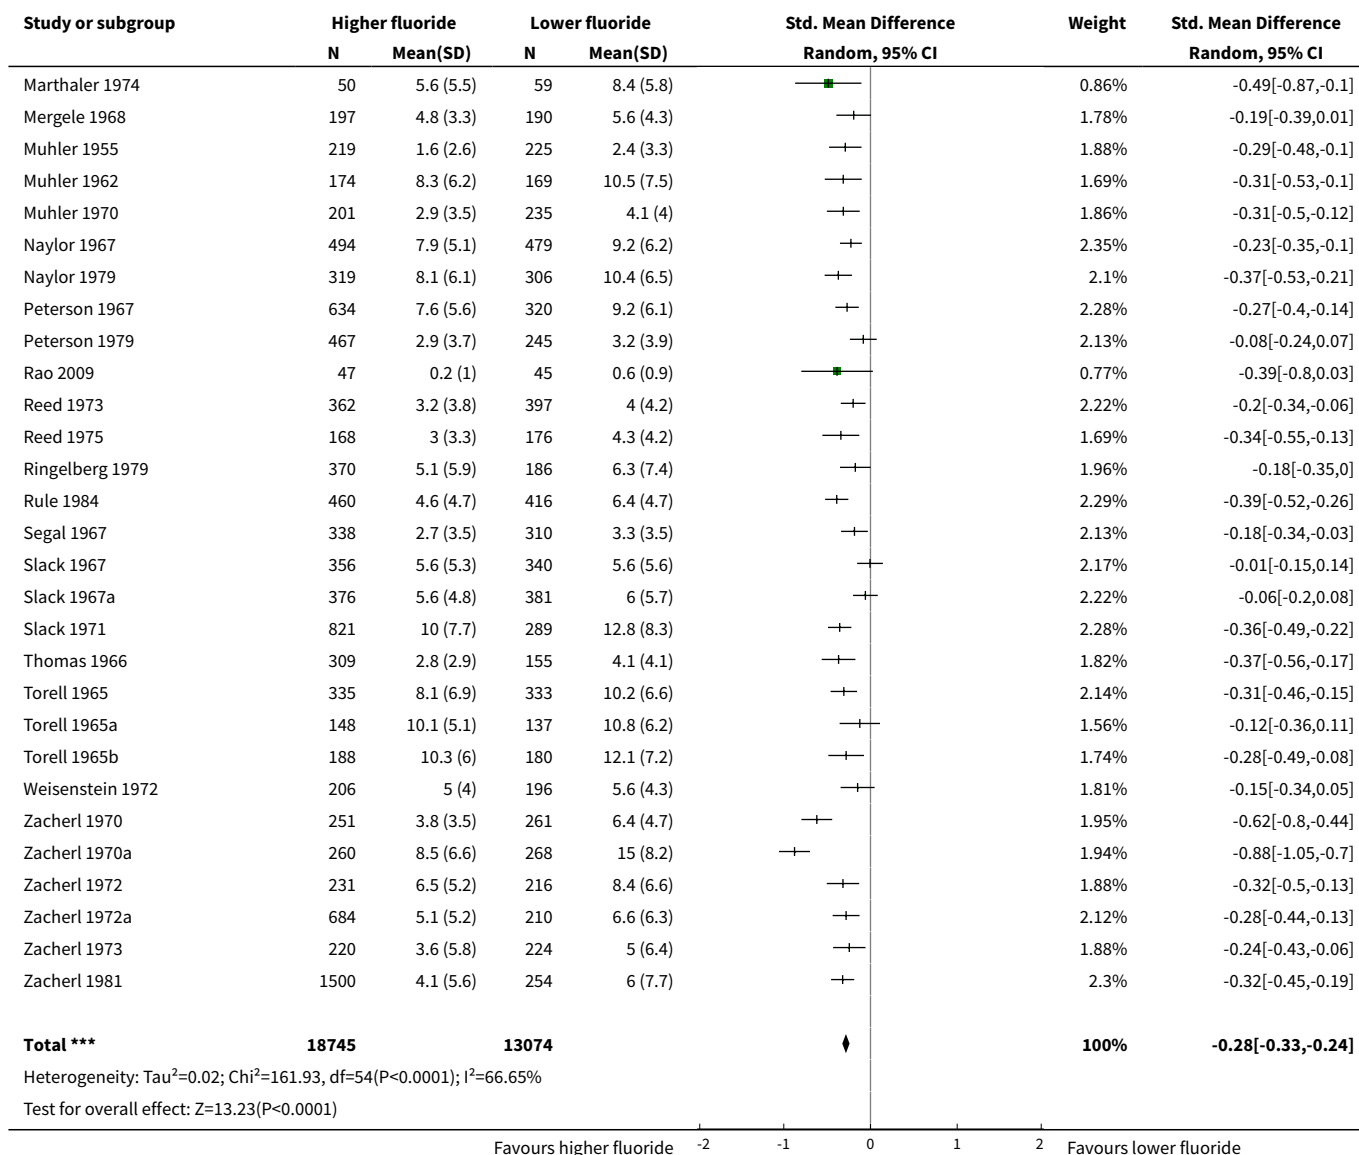 Study or subgroup Higher fluoride Lower fluoride Std. Mean Difference Weight Std. Mean Difference
N Mean(SD) N Mean(SD) Random, 95% CI Random, 95% CI
Marthaler 1974 50 5.6 (5.5) 59 8.4 (5.8) 0.86% -0.49[-0.87,-0.1]
Mergele 1968 197 4.8 (3.3) 190 5.6 (4.3) 1.78% -0.19[-0.39,0.01]
Muhler 1955 219 1.6 (2.6) 225 2.4 (3.3) 1.88% -0.29[-0.48,-0.1]
Muhler 1962 174 8.3 (6.2) 169 10.5 (7.5) 1.69% -0.31[-0.53,-0.1]
Muhler 1970 201 2.9 (3.5) 235 4.1 (4) 1.86% -0.31[-0.5,-0.12]
Naylor 1967 494 7.9 (5.1) 479 9.2 (6.2) 2.35% -0.23[-0.35,-0.1]
Naylor 1979 319 8.1 (6.1) 306 10.4 (6.5) 2.1% -0.37[-0.53,-0.21]
Peterson 1967 634 7.6 (5.6) 320 9.2 (6.1) 2.28% -0.27[-0.4,-0.14]
Peterson 1979 467 2.9 (3.7) 245 3.2 (3.9) 2.13% -0.08[-0.24,0.07]
Rao 2009 47 0.2 (1) 45 0.6 (0.9) 0.77% -0.39[-0.8,0.03]
Reed 1973 362 3.2 (3.8) 397 4 (4.2) 2.22% -0.2[-0.34,-0.06]
Reed 1975 168 3 (3.3) 176 4.3 (4.2) 1.69% -0.34[-0.55,-0.13]
Ringelberg 1979 370 5.1 (5.9) 186 6.3 (7.4) 1.96% -0.18[-0.35,0]
Rule 1984 460 4.6 (4.7) 416 6.4 (4.7) 2.29% -0.39[-0.52,-0.26]
Segal 1967 338 2.7 (3.5) 310 3.3 (3.5) 2.13% -0.18[-0.34,-0.03]
Slack 1967 356 5.6 (5.3) 340 5.6 (5.6) 2.17% -0.01[-0.15,0.14]
Slack 1967a 376 5.6 (4.8) 381 6 (5.7) 2.22% -0.06[-0.2,0.08]
Slack 1971 821 10 (7.7) 289 12.8 (8.3) 2.28% -0.36[-0.49,-0.22]
Thomas 1966 309 2.8 (2.9) 155 4.1 (4.1) 1.82% -0.37[-0.56,-0.17]
Torell 1965 335 8.1 (6.9) 333 10.2 (6.6) 2.14% -0.31[-0.46,-0.15]
Torell 1965a 148 10.1 (5.1) 137 10.8 (6.2) 1.56% -0.12[-0.36,0.11]
Torell 1965b 188 10.3 (6) 180 12.1 (7.2) 1.74% -0.28[-0.49,-0.08]
Weisenstein 1972 206 5 (4) 196 5.6 (4.3) 1.81% -0.15[-0.34,0.05]
Zacherl 1970 251 3.8 (3.5) 261 6.4 (4.7) 1.95% -0.62[-0.8,-0.44]
Zacherl 1970a 260 8.5 (6.6) 268 15 (8.2) 1.94% -0.88[-1.05,-0.7]
Zacherl 1972 231 6.5 (5.2) 216 8.4 (6.6) 1.88% -0.32[-0.5,-0.13]
Zacherl 1972a 684 5.1 (5.2) 210 6.6 (6.3) 2.12% -0.28[-0.44,-0.13]
Zacherl 1973 220 3.6 (5.8) 224 5 (6.4) 1.88% -0.24[-0.43,-0.06]
Zacherl 1981 1500 4.1 (5.6) 254 6 (7.7) 2.3% -0.32[-0.45,-0.19]
Total *** 18745 13074 100% -0.28[-0.33,-0.24]
Heterogeneity: Tau²=0.02; Chi²=161.93, df=54(P<0.0001); I²=66.65%
Test for overall effect: Z=13.23(P<0.0001)
Favours higher fluoride -2 -1 0 1 2 Favours lower fluoride